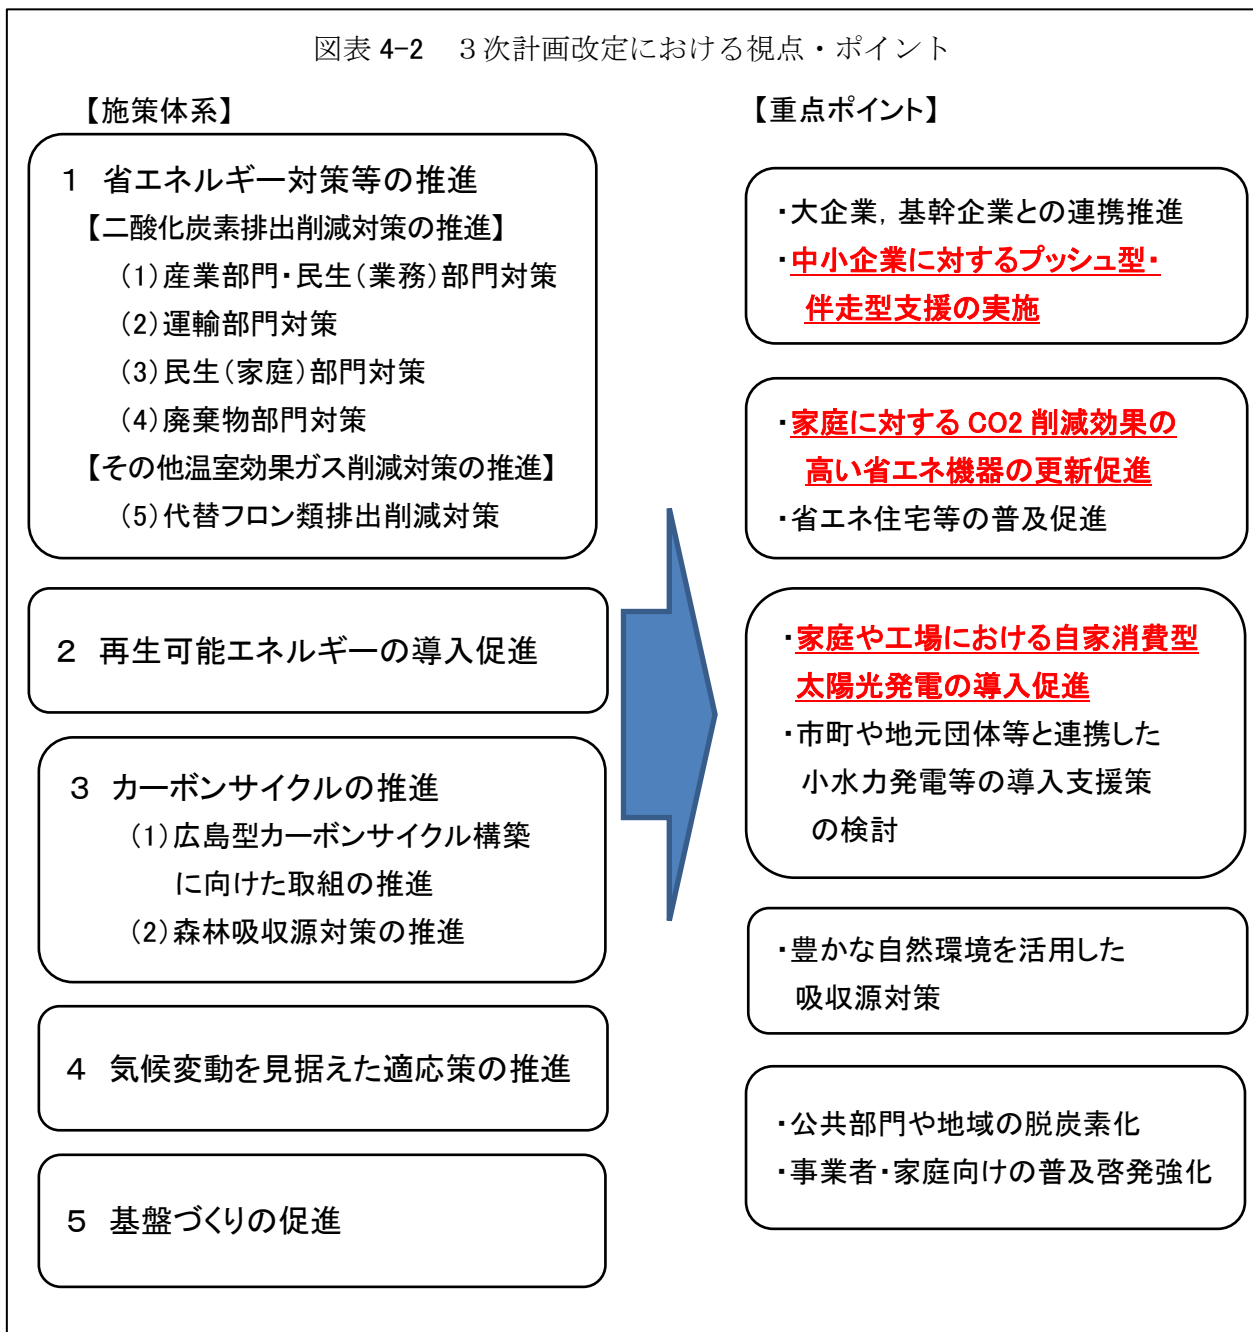 図表 4-2　３次計画改定における視点・ポイント
【施策体系】
１　省エネルギー対策等の推進
【二酸化炭素排出削減対策の推進】
(１)産業部門・民生(業務)部門対策
(２)運輸部門対策
(３)民生(家庭)部門対策
(４)廃棄物部門対策
【その他温室効果ガス削減対策の推進】
(５)代替フロン類排出削減対策
２　再生可能エネルギーの導入促進
３　カーボンサイクルの推進
(１)広島型カーボンサイクル構築
に向けた取組の推進
(２)森林吸収源対策の推進
４　気候変動を見据えた適応策の推進
５　基盤づくりの促進
【重点ポイント】
・大企業，基幹企業との連携推進
・中小企業に対するプッシュ型・
伴走型支援の実施
・家庭に対する CO2 削減効果の
高い省エネ機器の更新促進
・省エネ住宅等の普及促進
・家庭や工場における自家消費型
太陽光発電の導入促進
・市町や地元団体等と連携した
小水力発電等の導入支援策
の検討
・豊かな自然環境を活用した
吸収源対策
・公共部門や地域の脱炭素化
・事業者・家庭向けの普及啓発強化